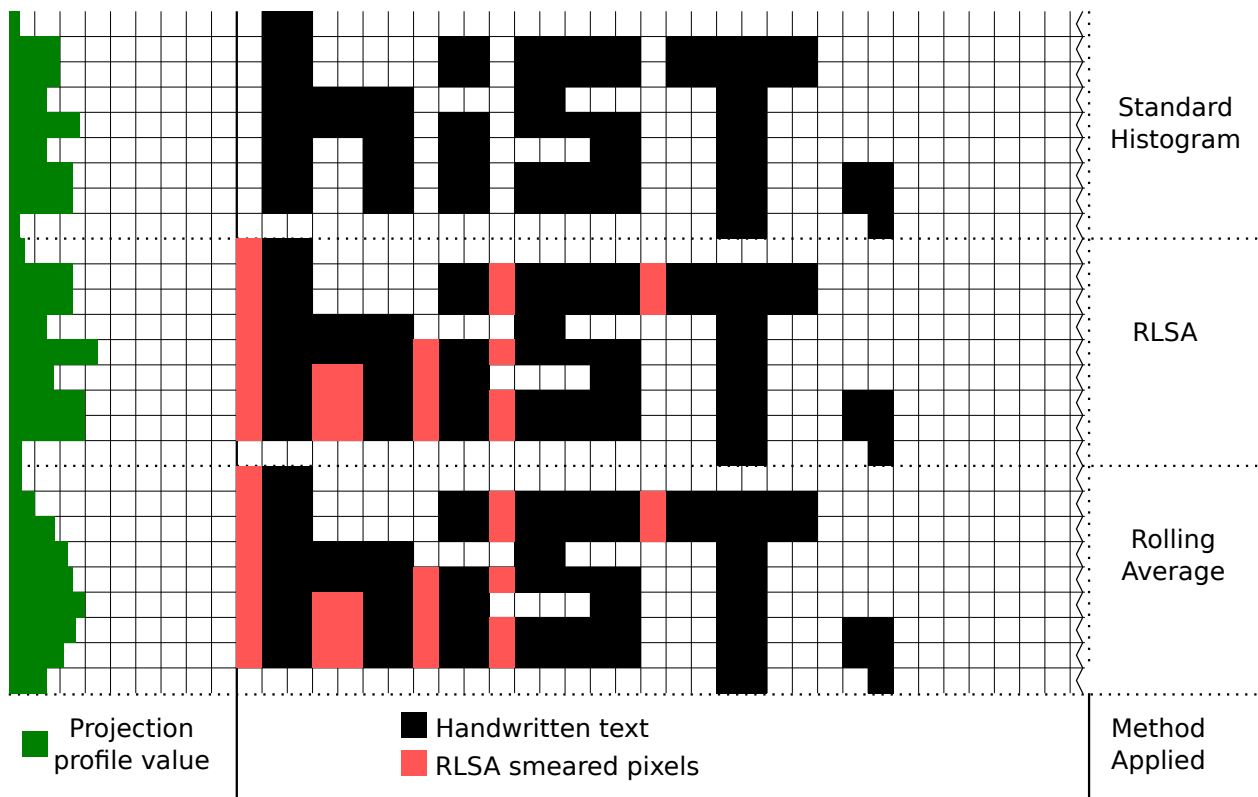 hiST,
Standard
Histogram
hiST,
RLSA
hiST,
Rolling
Average
Projection
profile value
Handwritten text
RLSA smeared pixels
Method
Applied